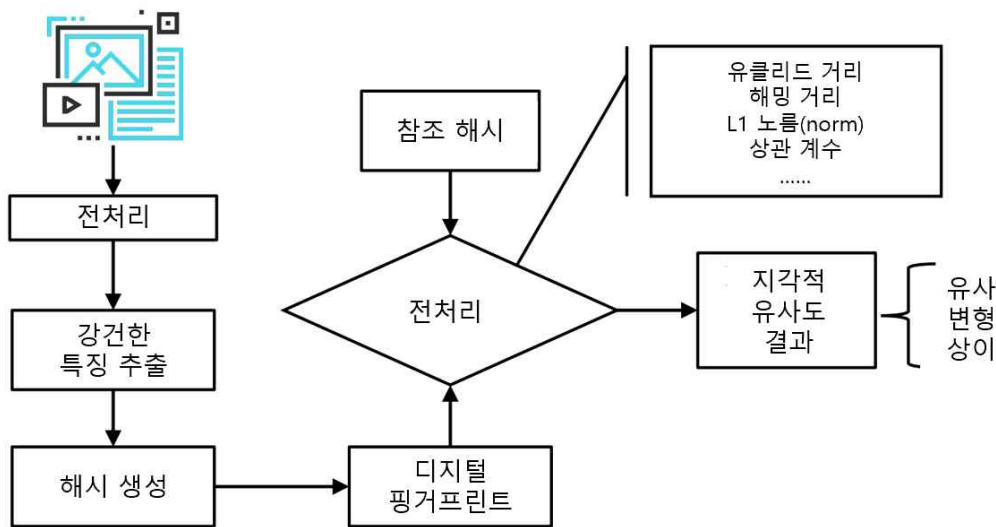 전처리
강건한
특징 추출
해시 생성
디지털
핑거프린트
참조 해시
전처리
유클리드 거리
해밍 거리
L1 노름(norm)
상관 계수
......
지각적
유사도
결과
유사
변형
상이